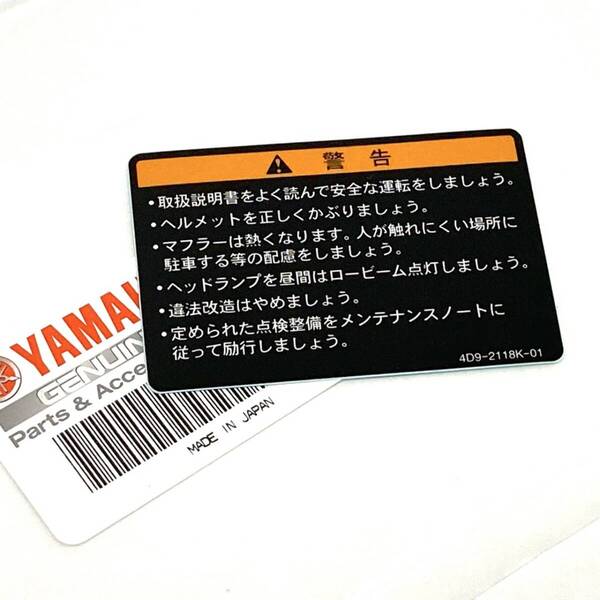 警告
・取扱説明書をよく読んで安全な運転をしましょう。
・ヘルメットを正しくかぶりましょう。
・マフラーは熱くなります。人が触れにくい場所に
駐車する等の配慮をしましょう。
・ヘッドランプを昼間はロービーム点灯しましょう。
・違法改造はやめましょう。
・定められた点検整備をメンテナンスノートに
従って励行しましょう。
4D9-2118K-01
YAMAH
GENUIN
Parts & Acce
MADE IN JAPAN